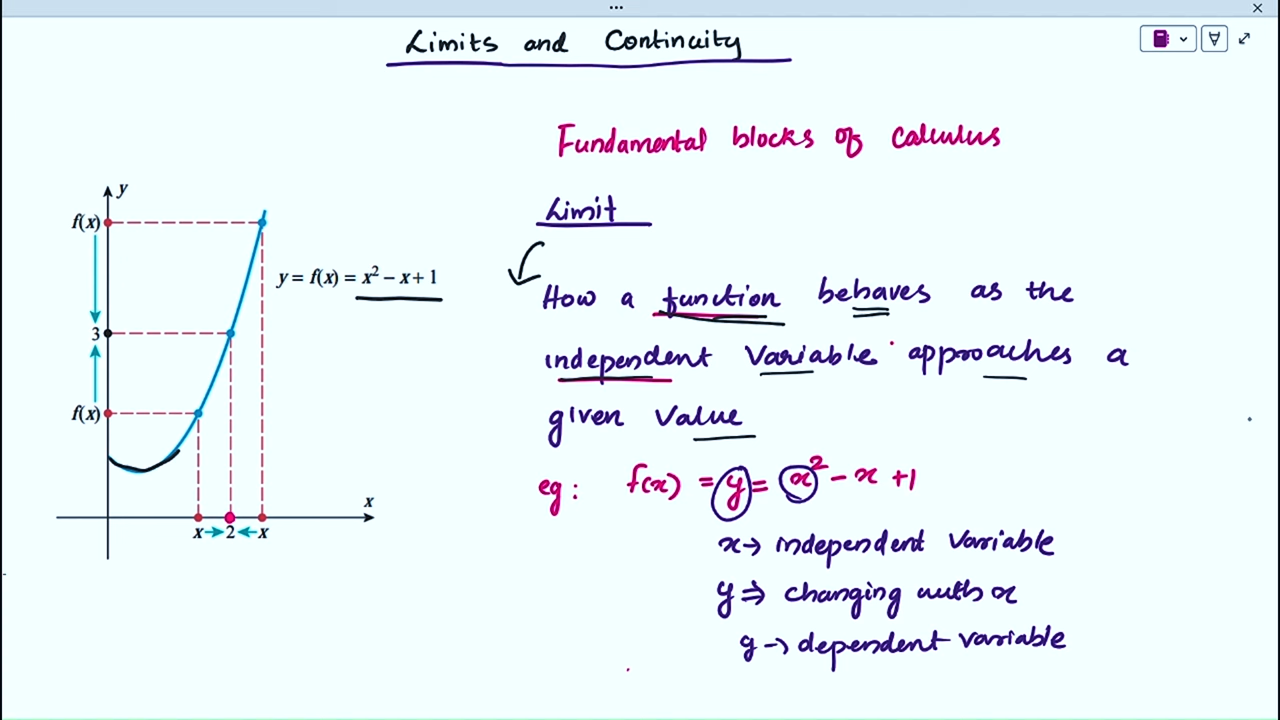 Limits and Continuity
Fundamental blocks of calculus
Limit
How a function behaves as the
independent variable approaches a
given value
eg: f(x) = y = x² - x + 1
x → independent variable
y ⇒ changing with x
y → dependent variable
y
f(x)
y = f(x) = x² – x + 1
3
f(x)
x
x → 2 ← x